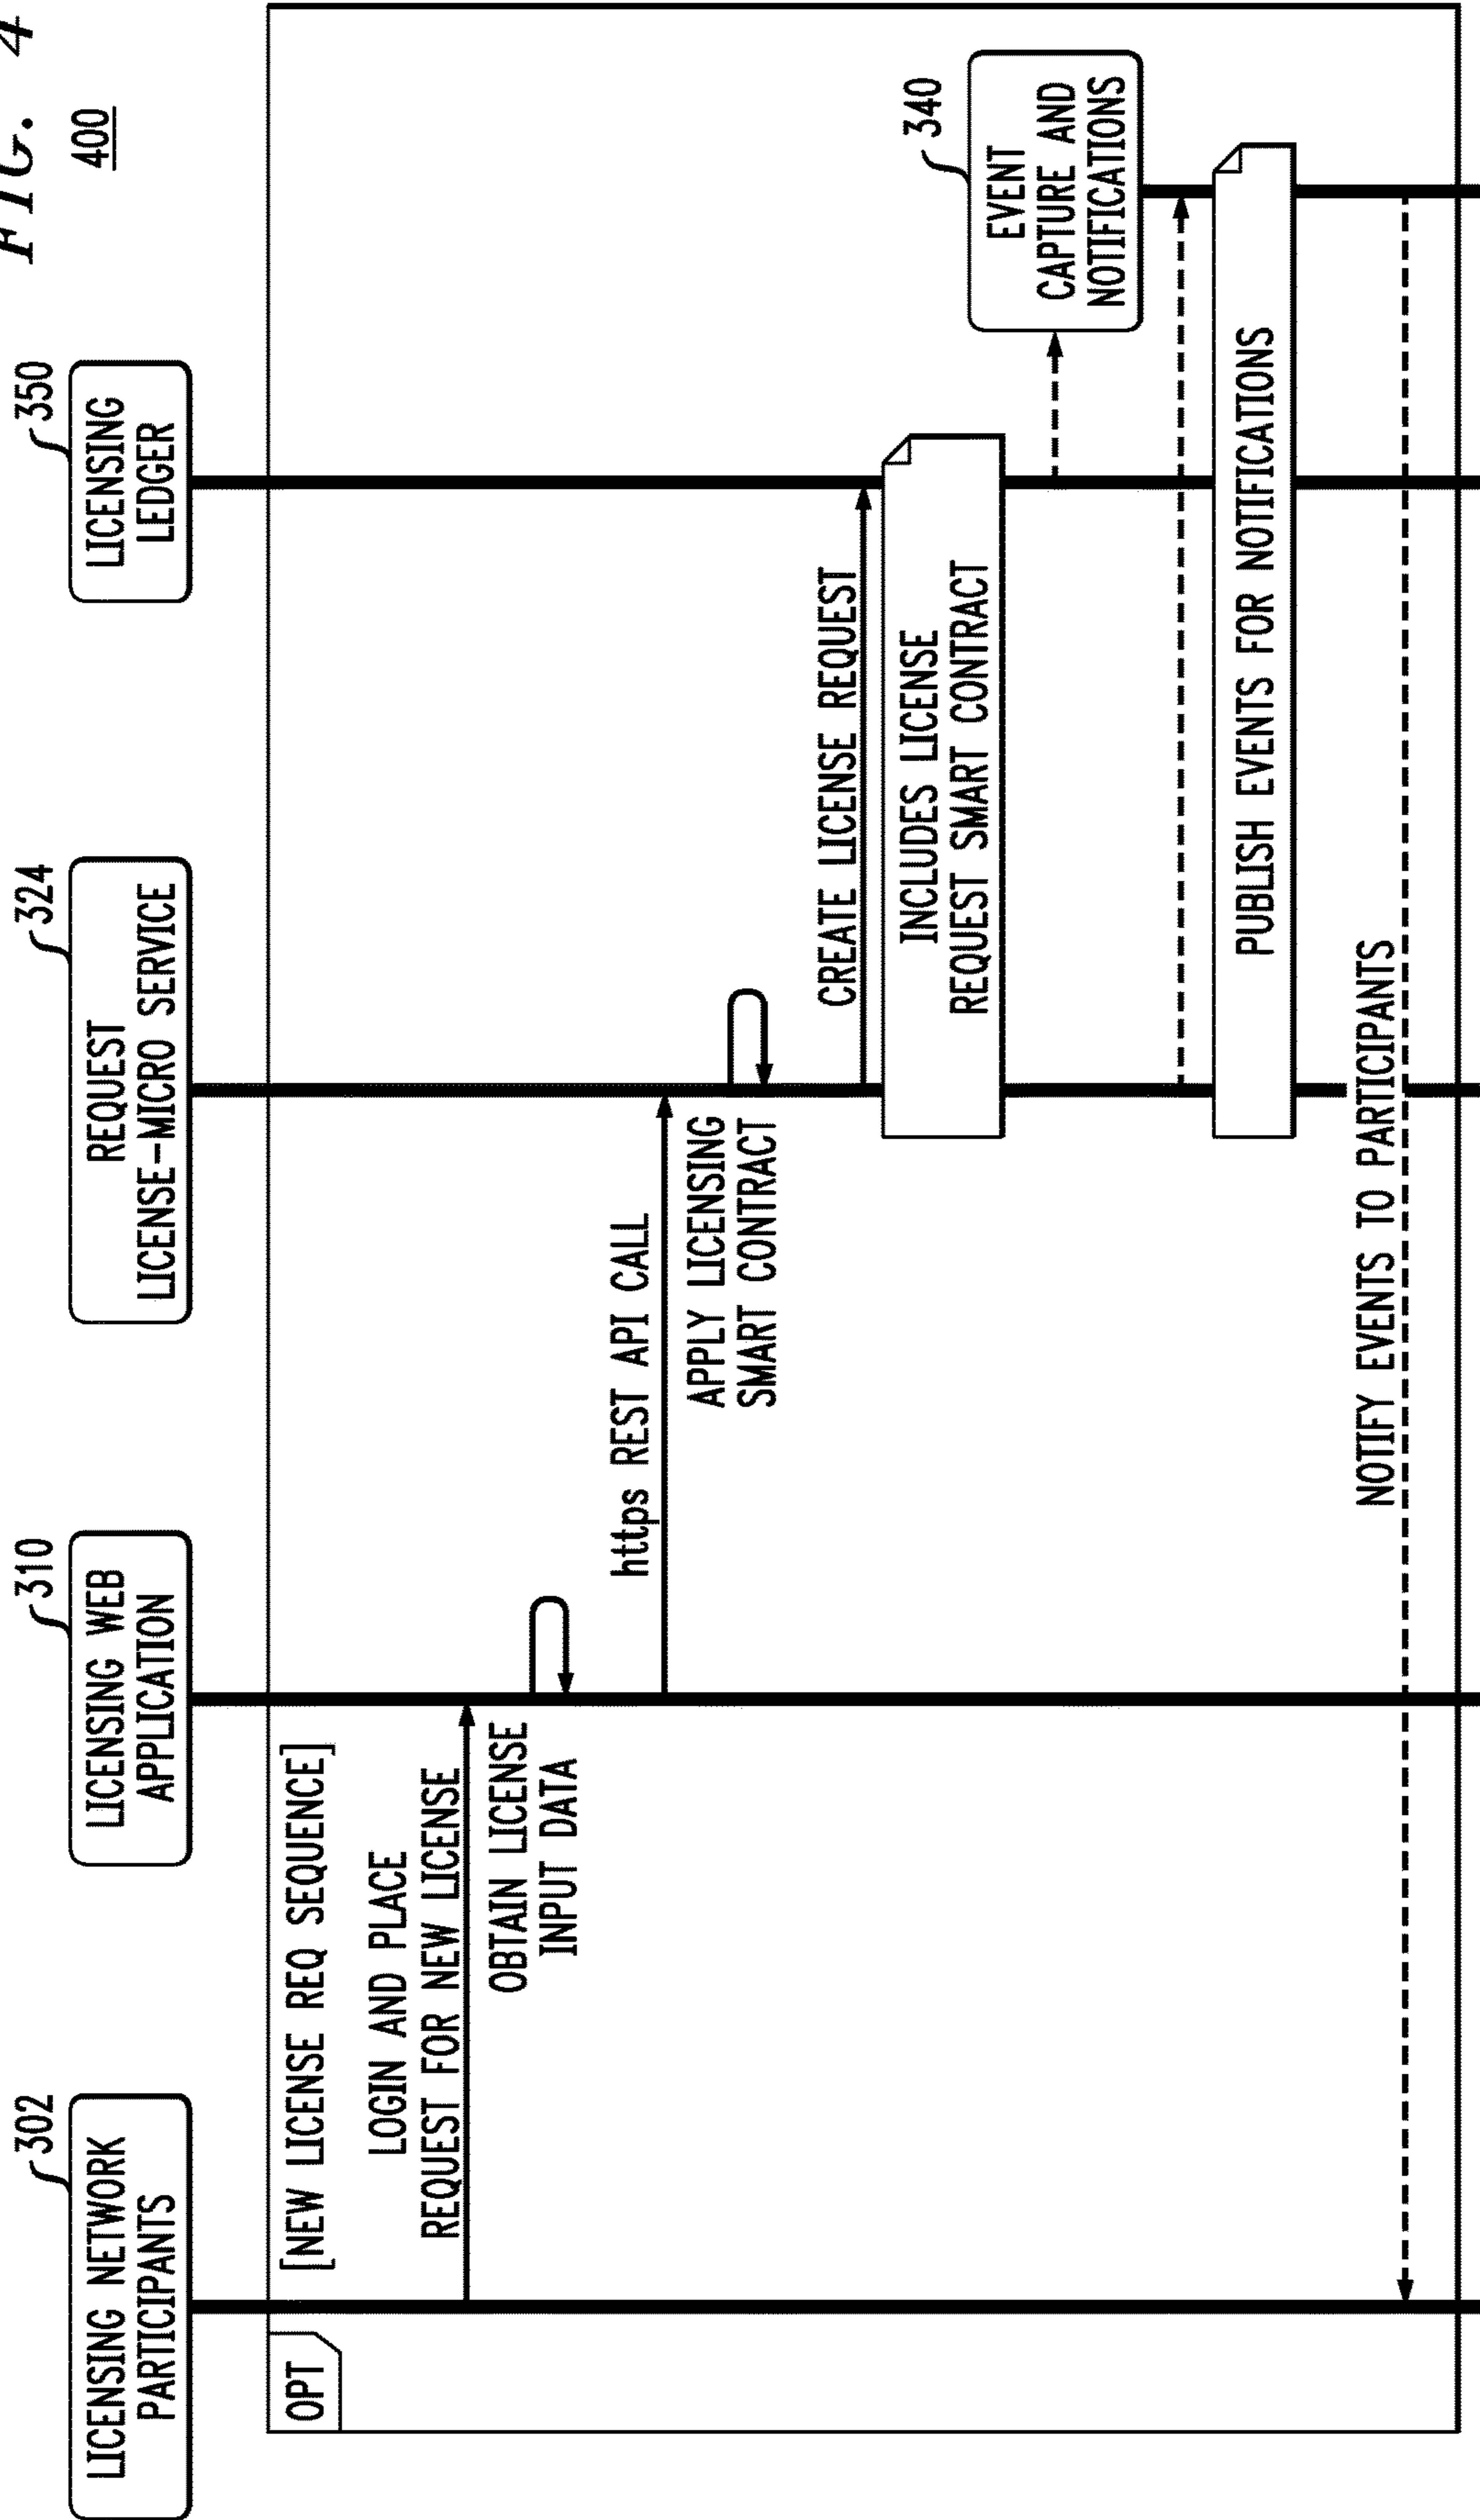 FIG. 4
400
302
LICENSING NETWORK
PARTICIPANTS
310
LICENSING WEB
APPLICATION
324
REQUEST
LICENSE-MICRO SERVICE
350
LICENSING
LEDGER
OPT
[NEW LICENSE REQ SEQUENCE]
LOGIN AND PLACE
REQUEST FOR NEW LICENSE
OBTAIN LICENSE
INPUT DATA
https REST API CALL
APPLY LICENSING
SMART CONTRACT
CREATE LICENSE REQUEST
INCLUDES LICENSE
REQUEST SMART CONTRACT
340
EVENT
CAPTURE AND
NOTIFICATIONS
PUBLISH EVENTS FOR NOTIFICATIONS
NOTIFY EVENTS TO PARTICIPANTS